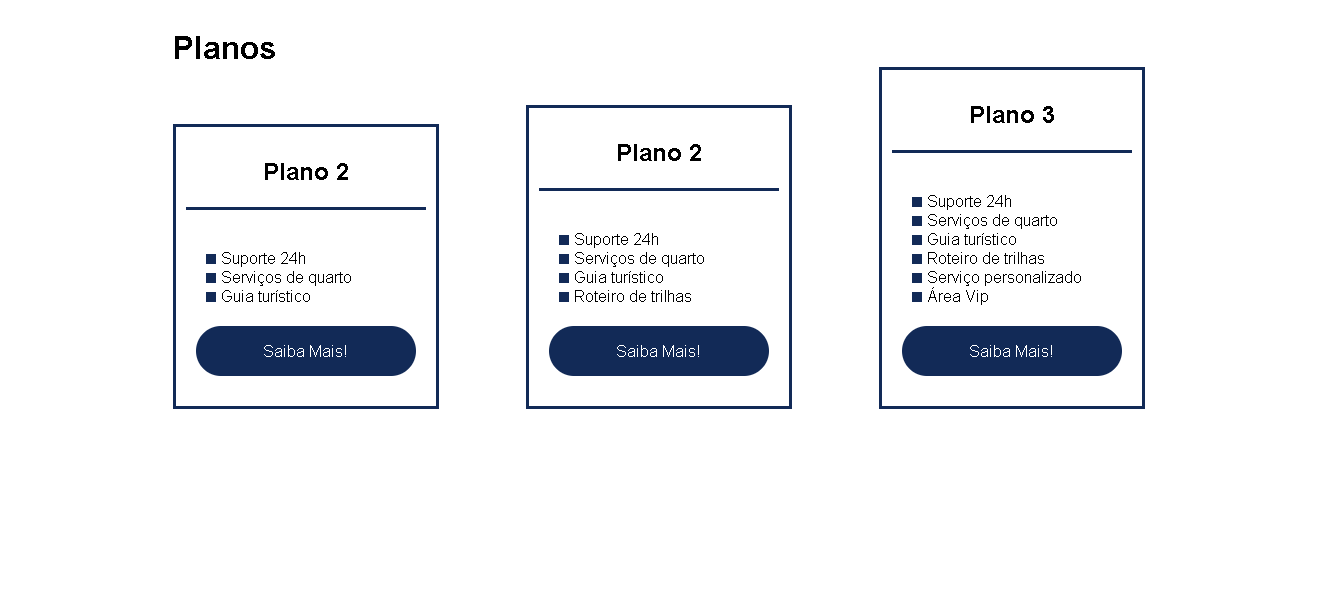 Planos
Plano 2
Suporte 24h
Serviços de quarto
Guia turístico
Saiba Mais!
Plano 2
Suporte 24h
Serviços de quarto
Guia turístico
Roteiro de trilhas
Saiba Mais!
Plano 3
Suporte 24h
Serviços de quarto
Guia turístico
Roteiro de trilhas
Serviço personalizado
Área Vip
Saiba Mais!